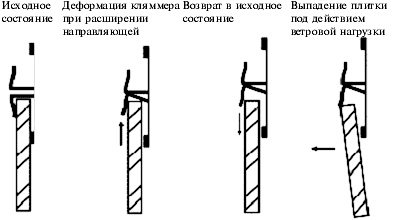 Исходное
состояние
Деформация кляммера
при расширении
направляющей
Возврат в исходное
состояние
Выпадение плитки
под действием
ветровой нагрузки